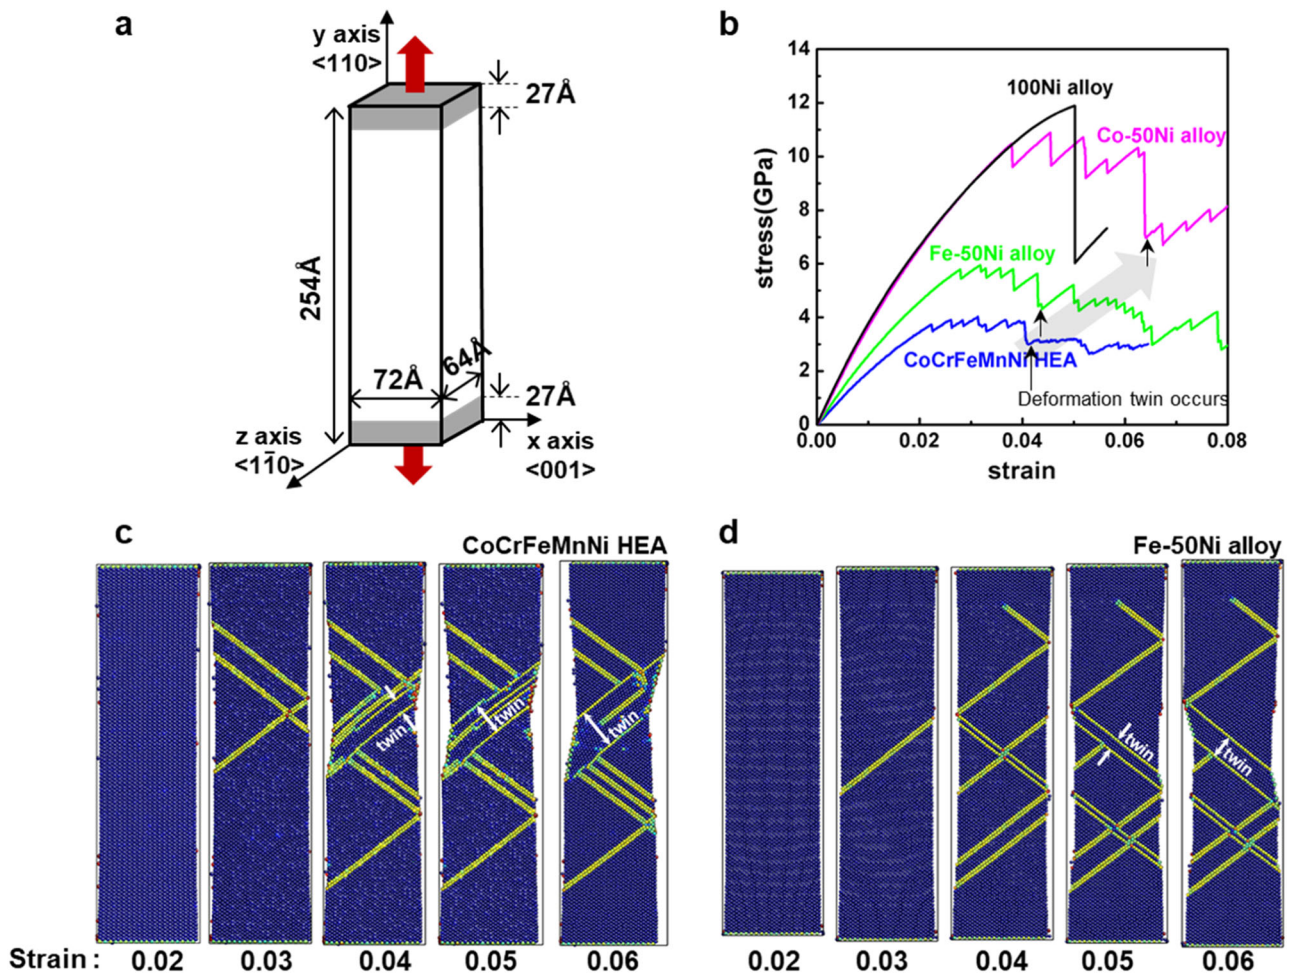 a
y axis
<110>
27Å
254Å
72Å
64Å
27Å
z axis
<11̅0>
x axis
<001>
b
14
12
10
8
6
4
2
0
stress(GPa)
100Ni alloy
Co-50Ni alloy
Fe-50Ni alloy
CoCrFeMnNi HEA
Deformation twin occurs
0.00
0.02
0.04
0.06
0.08
strain
c
CoCrFeMnNi HEA
twin
twin
twin
Strain :
0.02
0.03
0.04
0.05
0.06
d
Fe-50Ni alloy
twin
twin
0.02
0.03
0.04
0.05
0.06